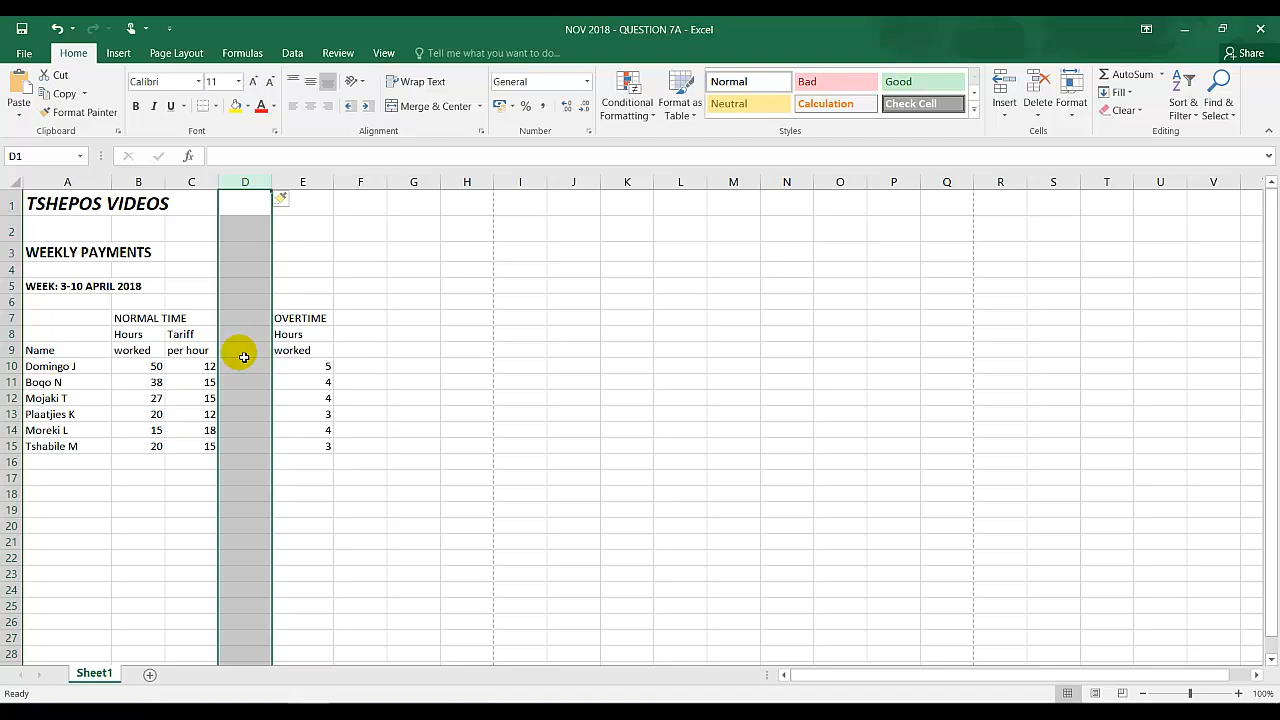 NOV 2018 - QUESTION 7A - Excel
File Home Insert Page Layout Formulas Data Review View Tell me what you want to do... Share
Paste Cut Copy Format Painter Clipboard
Calibri 11 A A B I U A Font
Wrap Text Merge & Center Alignment
General % , Number
Conditional Formatting Format as Table Normal Bad Good Neutral Calculation Check Cell Styles
Insert Delete Format Cells
AutoSum Fill Clear Sort & Filter Find & Select Editing
D1 fx
A B C D E F G H I J K L M N O P Q R S T U V
1 TSHEPOS VIDEOS
2
3 WEEKLY PAYMENTS
4
5 WEEK: 3-10 APRIL 2018
6
7 NORMAL TIME OVERTIME
8 Hours Tariff Hours
9 Name worked per hour worked
10 Domingo J 50 12 5
11 Boqo N 38 15 4
12 Mojaki T 27 15 4
13 Plaatjies K 20 12 3
14 Moreki L 15 18 4
15 Tshabile M 20 15 3
16
17
18
19
20
21
22
23
24
25
26
27
28
Sheet1
Ready 100%